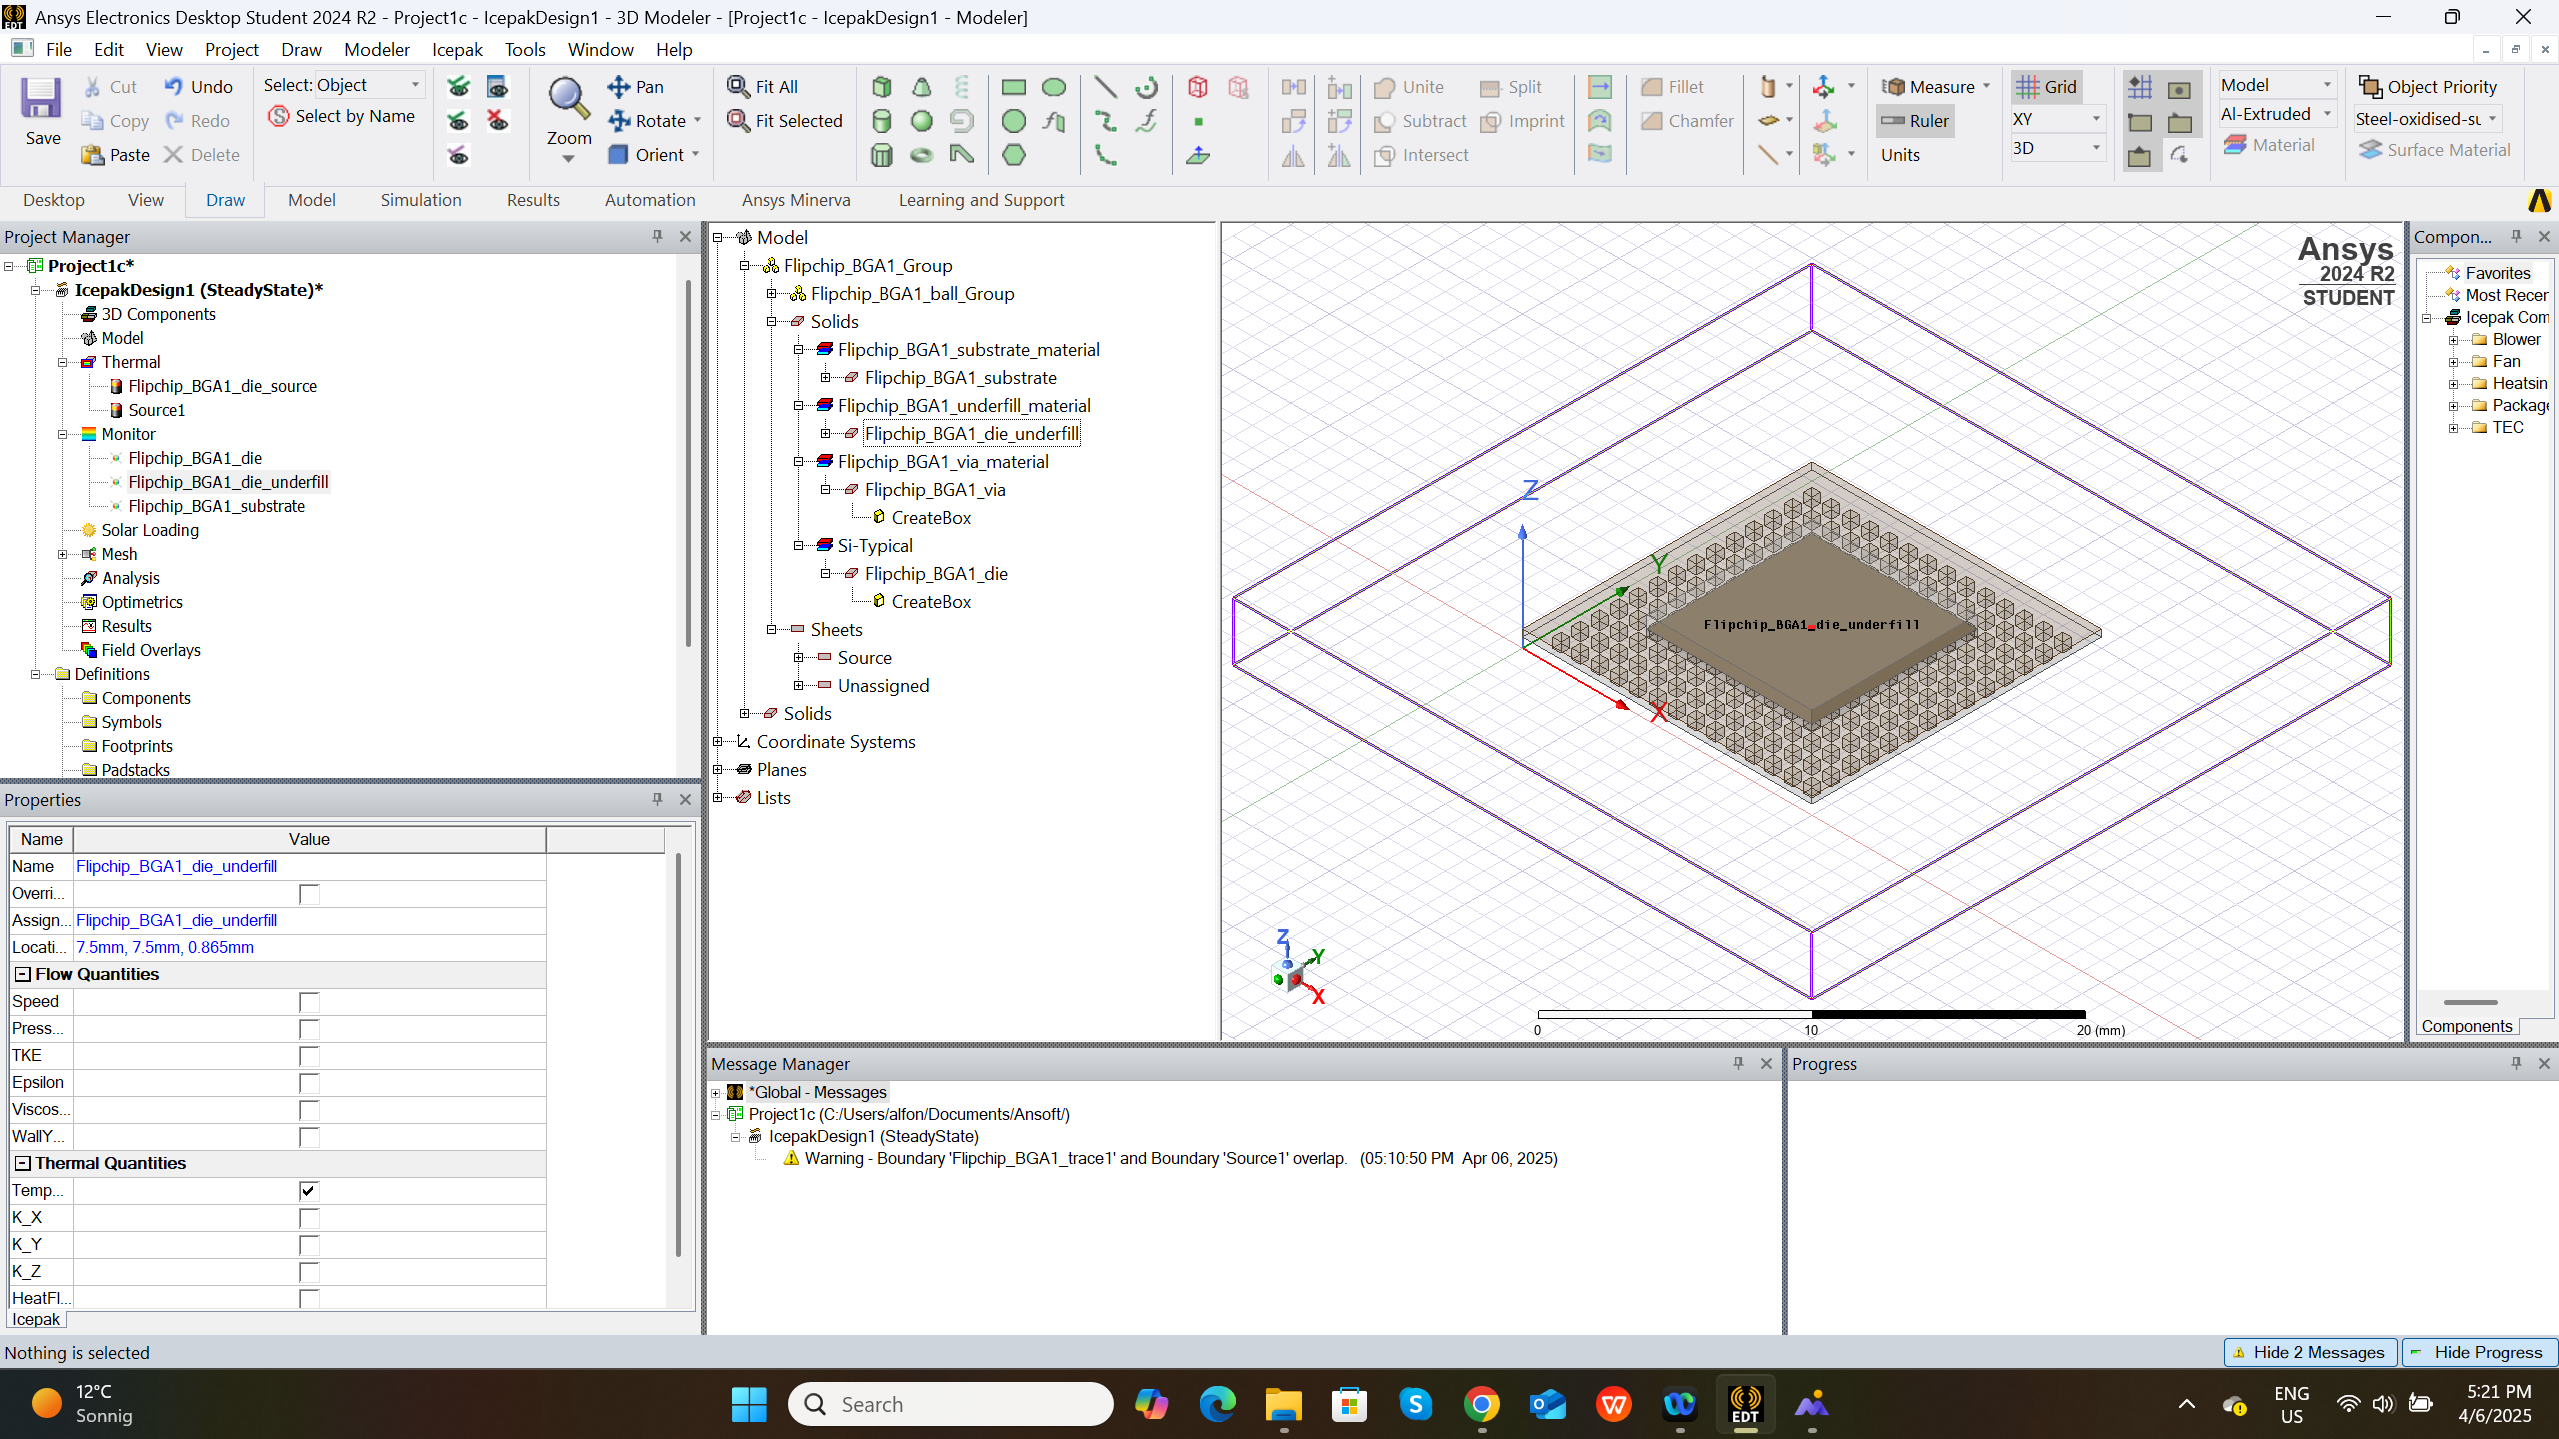 Ansys Electronics Desktop Student 2024 R2 - Project1c - IcepakDesign1 - 3D Modeler - [Project1c - IcepakDesign1 - Modeler]
File Edit View Project Draw Modeler Icepak Tools Window Help
Save
Cut
Copy
Paste
Undo
Redo
Delete
Select: Object
Select by Name
Zoom
Pan
Rotate
Orient
Fit All
Fit Selected
Unite
Subtract
Intersect
Split
Imprint
Fillet
Chamfer
Measure
Ruler
Units
Grid
XY
3D
Model
Al-Extruded
Material
Object Priority
Steel-oxidised-su
Surface Material
Desktop View Draw Model Simulation Results Automation Ansys Minerva Learning and Support
Project Manager
Project1c*
IcepakDesign1 (SteadyState)*
3D Components
Model
Thermal
Flipchip_BGA1_die_source
Source1
Monitor
Flipchip_BGA1_die
Flipchip_BGA1_die_underfill
Flipchip_BGA1_substrate
Solar Loading
Mesh
Analysis
Optimetrics
Results
Field Overlays
Definitions
Components
Symbols
Footprints
Padstacks
Properties
Name Value
Name Flipchip_BGA1_die_underfill
Overri...
Assign... Flipchip_BGA1_die_underfill
Locati... 7.5mm, 7.5mm, 0.865mm
Flow Quantities
Speed
Press...
TKE
Epsilon
Viscos...
WallY...
Thermal Quantities
Temp...
K_X
K_Y
K_Z
HeatFl...
Icepak
Model
Flipchip_BGA1_Group
Flipchip_BGA1_ball_Group
Solids
Flipchip_BGA1_substrate_material
Flipchip_BGA1_substrate
Flipchip_BGA1_underfill_material
Flipchip_BGA1_die_underfill
Flipchip_BGA1_via_material
Flipchip_BGA1_via
CreateBox
Si-Typical
Flipchip_BGA1_die
CreateBox
Sheets
Source
Unassigned
Solids
Coordinate Systems
Planes
Lists
Ansys
2024 R2
STUDENT
Z
Y
Flipchip_BGA1_die_underfill
X
Z
Y
X
0 10 20 (mm)
Compon...
Favorites
Most Recer
Icepak Com
Blower
Fan
Heatsin
Package
TEC
Components
Message Manager
*Global - Messages
Project1c (C:/Users/alfon/Documents/Ansoft/)
IcepakDesign1 (SteadyState)
Warning - Boundary 'Flipchip_BGA1_trace1' and Boundary 'Source1' overlap. (05:10:50 PM Apr 06, 2025)
Progress
Nothing is selected
Hide 2 Messages
Hide Progress
12°C
Sonnig
Search
EDT
ENG
US
5:21 PM
4/6/2025